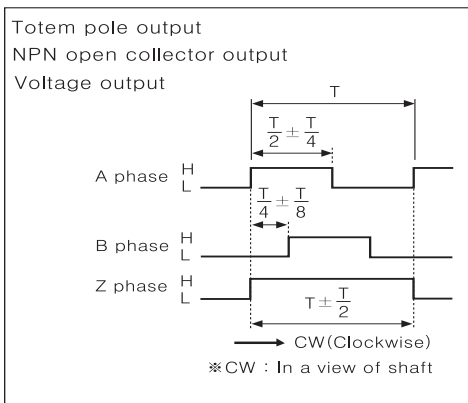 Totem pole output
NPN open collector output
Voltage output
T
T/2 ± T/4
A phase H L
T/4 ± T/8
B phase H L
Z phase H L
T ± T/2
CW(Clockwise)
※CW : In a view of shaft